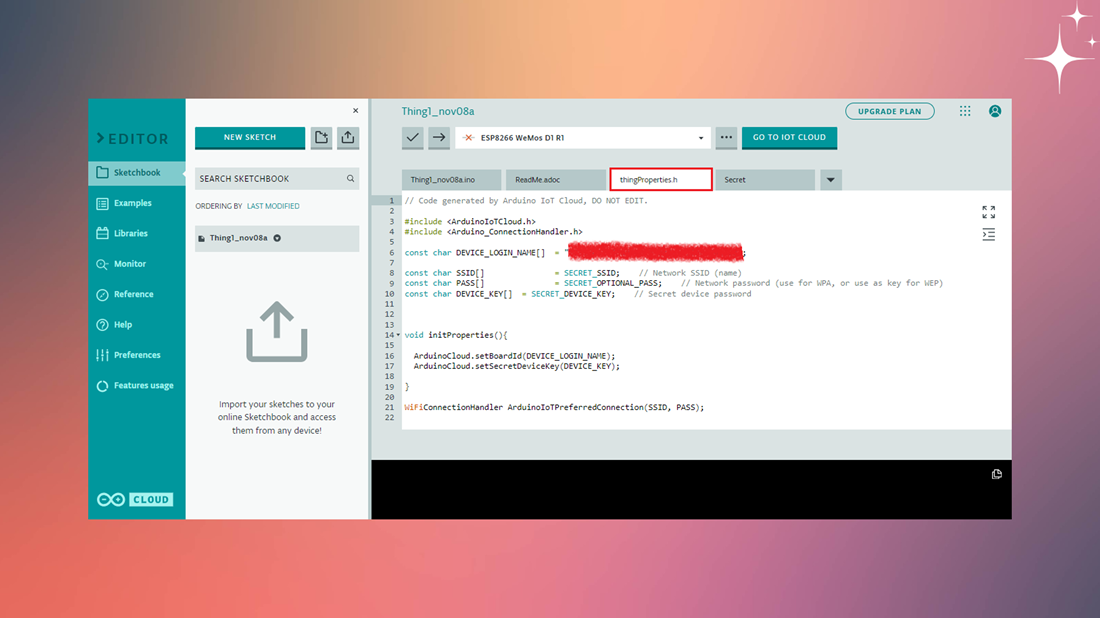 EDITOR
Sketchbook
Examples
Libraries
Monitor
Reference
Help
Preferences
Features usage
CLOUD
×
NEW SKETCH
SEARCH SKETCHBOOK
ORDERING BY LAST MODIFIED
Thing1_nov08a
Import your sketches to your
online Sketchbook and access
them from any device!
Thing1_nov08a
UPGRADE PLAN
ESP8266 WeMos D1 R1
GO TO IOT CLOUD
Thing1_nov08a.ino
ReadMe.adoc
thingProperties.h
Secret
1 // Code generated by Arduino IoT Cloud, DO NOT EDIT.
2
3 #include <ArduinoIoTCloud.h>
4 #include <Arduino_ConnectionHandler.h>
5
6 const char DEVICE_LOGIN_NAME[] = " ;
7
8 const char SSID[] = SECRET_SSID; // Network SSID (name)
9 const char PASS[] = SECRET_OPTIONAL_PASS; // Network password (use for WPA, or use as key for WEP)
10 const char DEVICE_KEY[] = SECRET_DEVICE_KEY; // Secret device password
11
12
13
14 void initProperties(){
15
16 ArduinoCloud.setBoardId(DEVICE_LOGIN_NAME);
17 ArduinoCloud.setSecretDeviceKey(DEVICE_KEY);
18
19 }
20
21 WiFiConnectionHandler ArduinoIoTPreferredConnection(SSID, PASS);
22